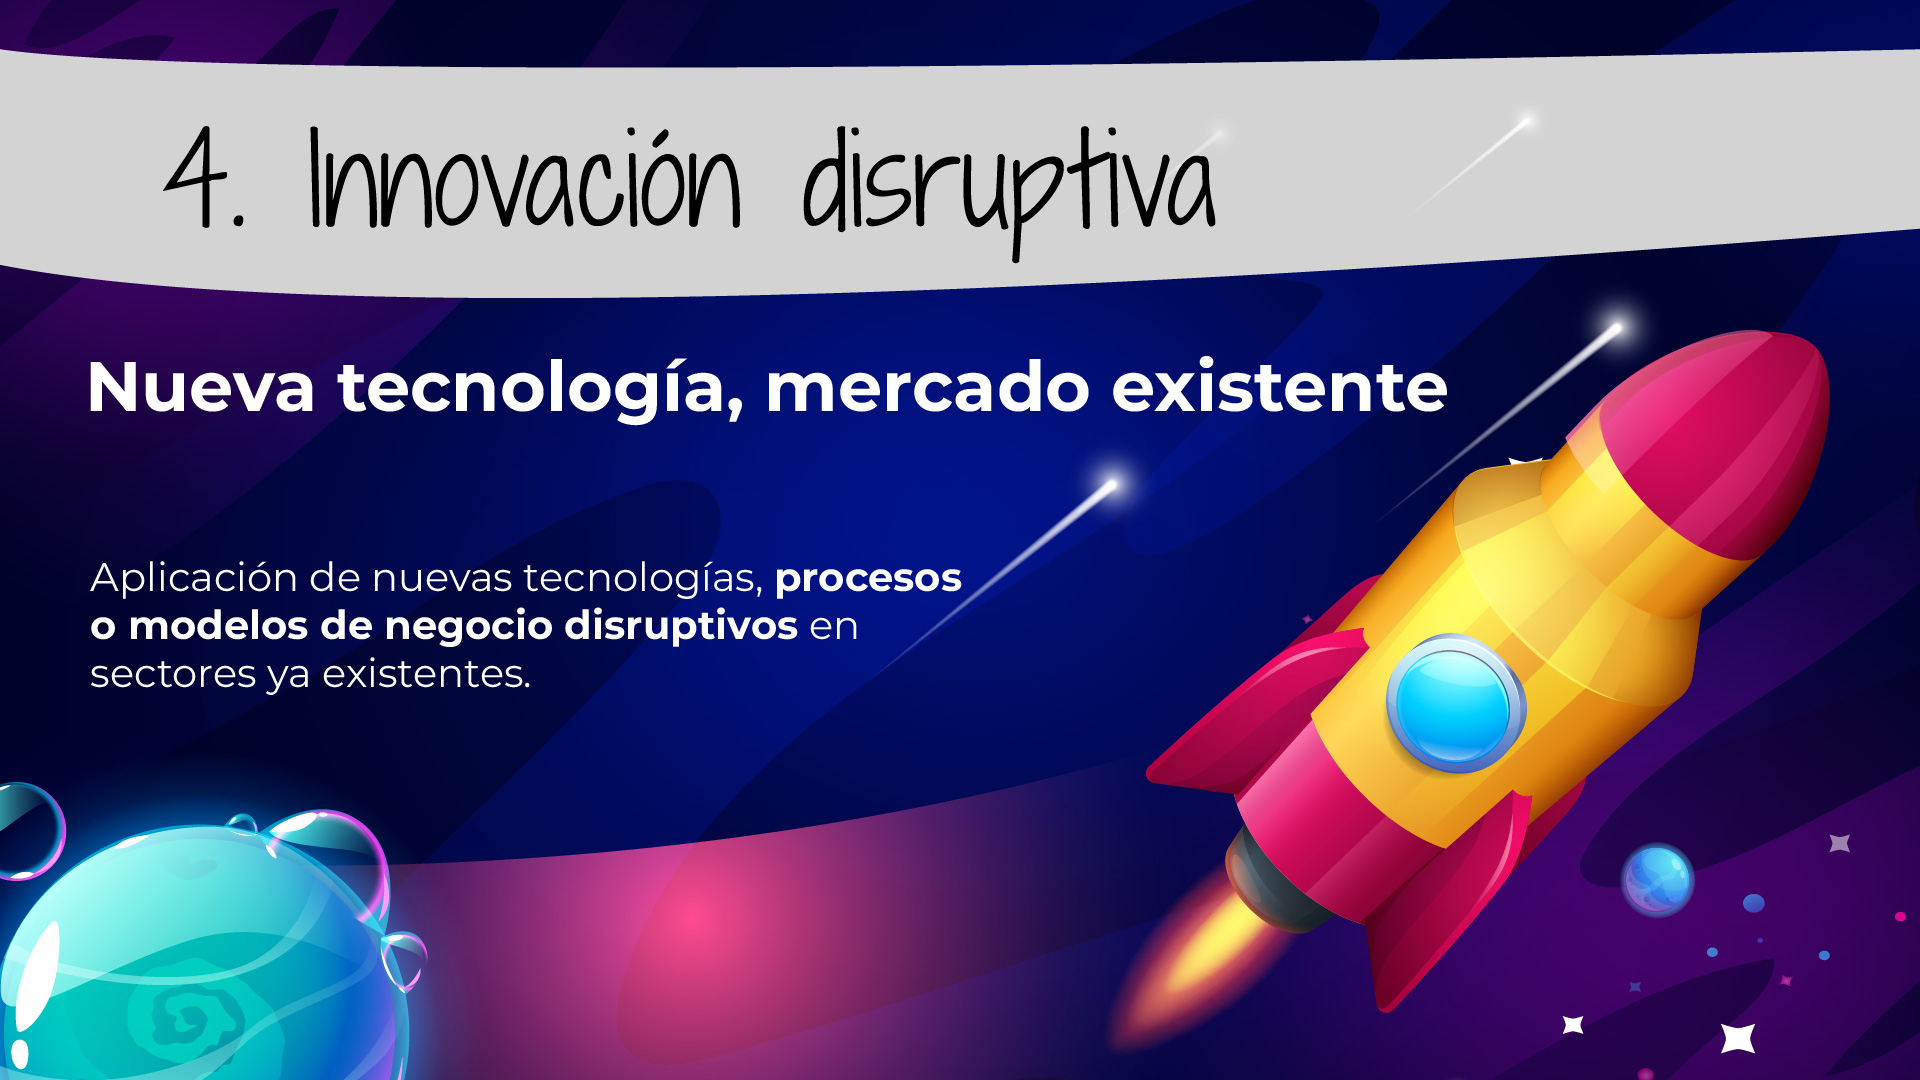 4. Innovación disruptiva
Nueva tecnología, mercado existente
Aplicación de nuevas tecnologías, procesos
o modelos de negocio disruptivos en
sectores ya existentes.